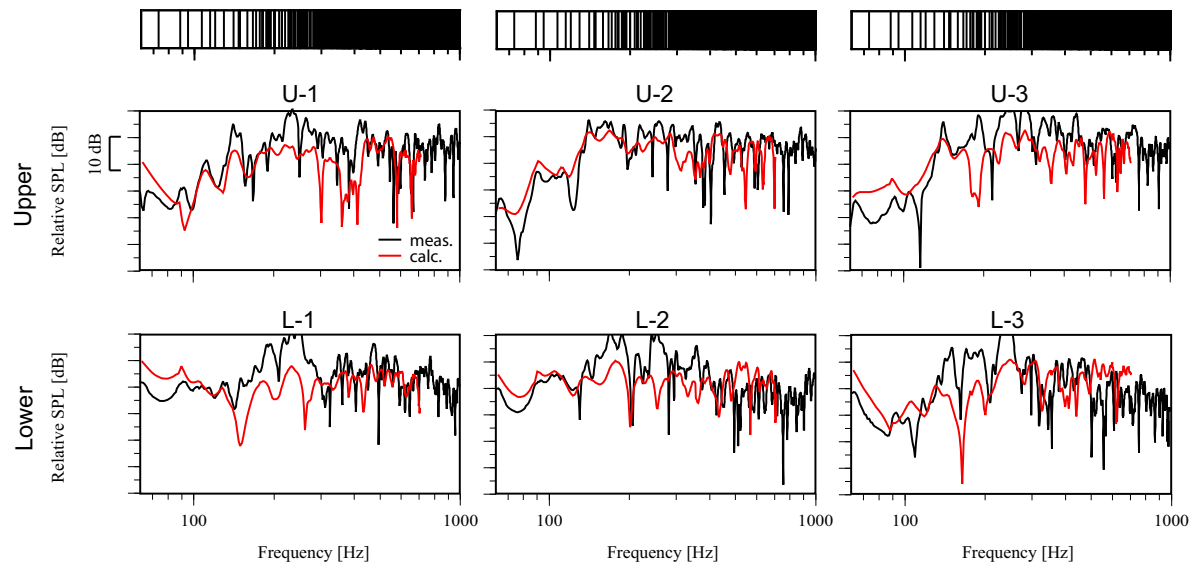 U-1 U-2 U-3
Upper
Relative SPL [dB]
10 dB
meas.
calc.
L-1 L-2 L-3
Lower
Relative SPL [dB]
100 1000 100 1000 100 1000
Frequency [Hz] Frequency [Hz] Frequency [Hz]